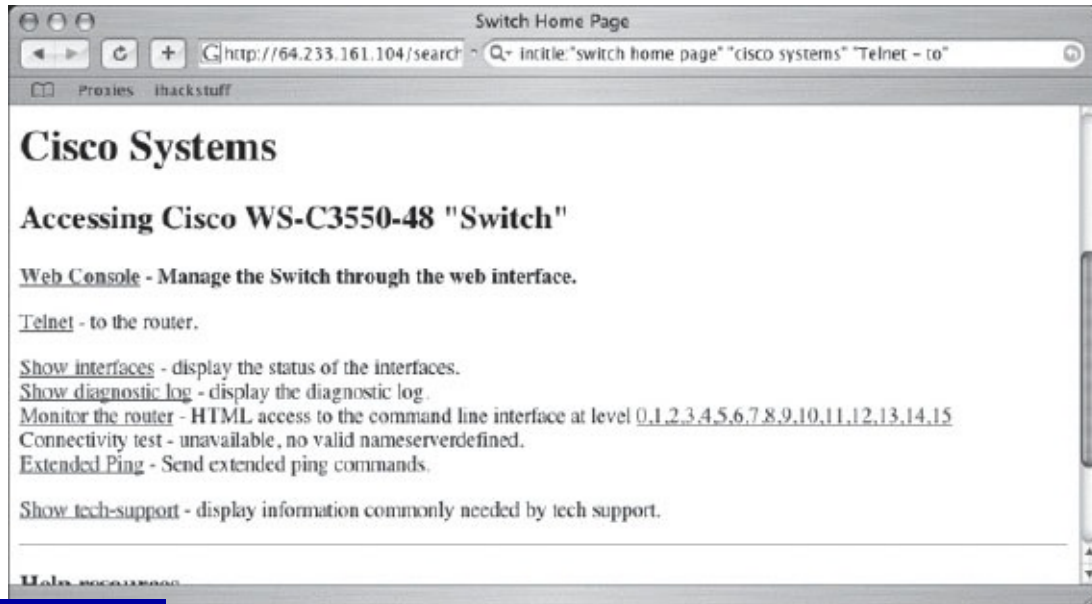 Switch Home Page
http://64.233.161.104/search intitle:"switch home page" "cisco systems" "Telnet – to"
Proxies ihackstuff
Cisco Systems
Accessing Cisco WS-C3550-48 "Switch"
Web Console - Manage the Switch through the web interface.
Telnet - to the router.
Show interfaces - display the status of the interfaces.
Show diagnostic log - display the diagnostic log.
Monitor the router - HTML access to the command line interface at level 0,1,2,3,4,5,6,7,8,9,10,11,12,13,14,15
Connectivity test - unavailable, no valid nameserverdefined.
Extended Ping - Send extended ping commands.
Show tech-support - display information commonly needed by tech support.
Help resources